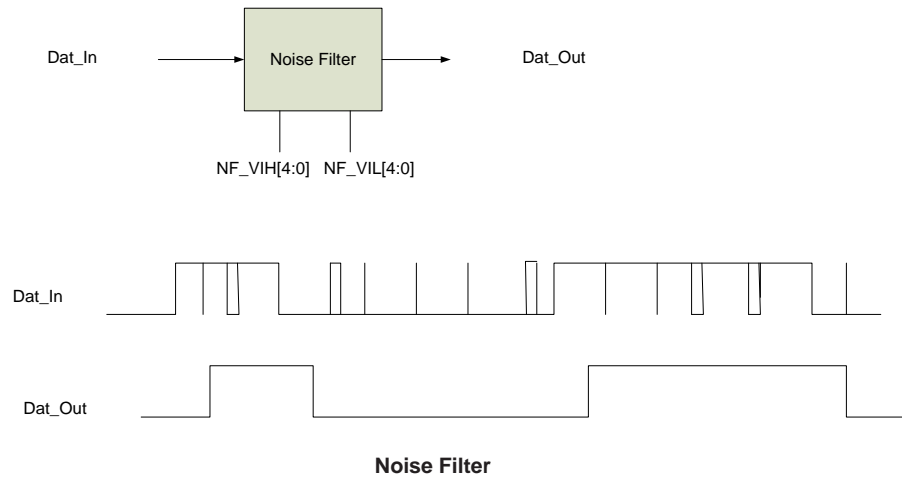 Dat_In
Noise Filter
Dat_Out
NF_VIH[4:0]
NF_VIL[4:0]
Dat_In
Dat_Out
Noise Filter